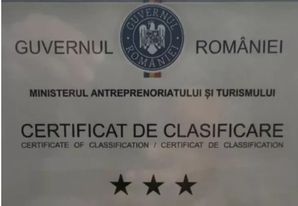 GUVERNUL ROMÂNIEI
GUVERNUL ROMÂNIEI
MINISTERUL ANTREPRENORIATULUI ȘI TURISMULUI
CERTIFICAT DE CLASIFICARE
CERTIFICATE OF CLASSIFICATION / CERTIFICAT DE CLASSIFICATION